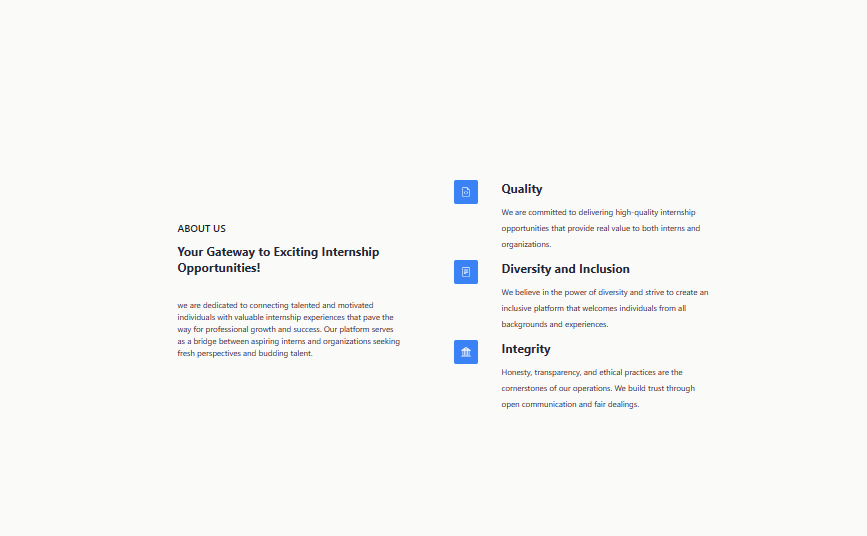 ABOUT US
Your Gateway to Exciting Internship
Opportunities!
we are dedicated to connecting talented and motivated
individuals with valuable internship experiences that pave the
way for professional growth and success. Our platform serves
as a bridge between aspiring interns and organizations seeking
fresh perspectives and budding talent.
Quality
We are committed to delivering high-quality internship
opportunities that provide real value to both interns and
organizations.
Diversity and Inclusion
We believe in the power of diversity and strive to create an
inclusive platform that welcomes individuals from all
backgrounds and experiences.
Integrity
Honesty, transparency, and ethical practices are the
cornerstones of our operations. We build trust through
open communication and fair dealings.